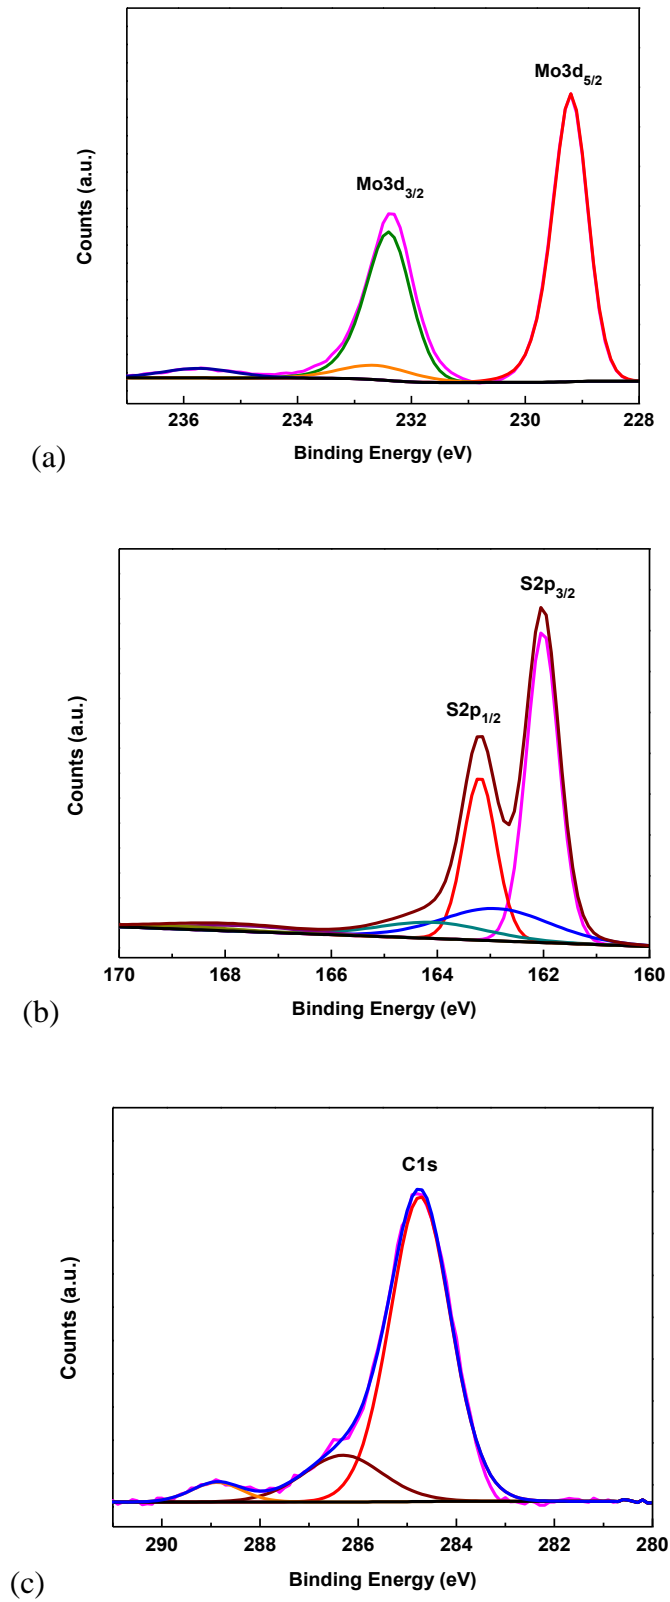 Mo3d5/2
Mo3d3/2
Counts (a.u.)
236 234 232 230 228
Binding Energy (eV)
(a)
S2p3/2
S2p1/2
Counts (a.u.)
170 168 166 164 162 160
Binding Energy (eV)
(b)
C1s
Counts (a.u.)
290 288 286 284 282 280
Binding Energy (eV)
(c)